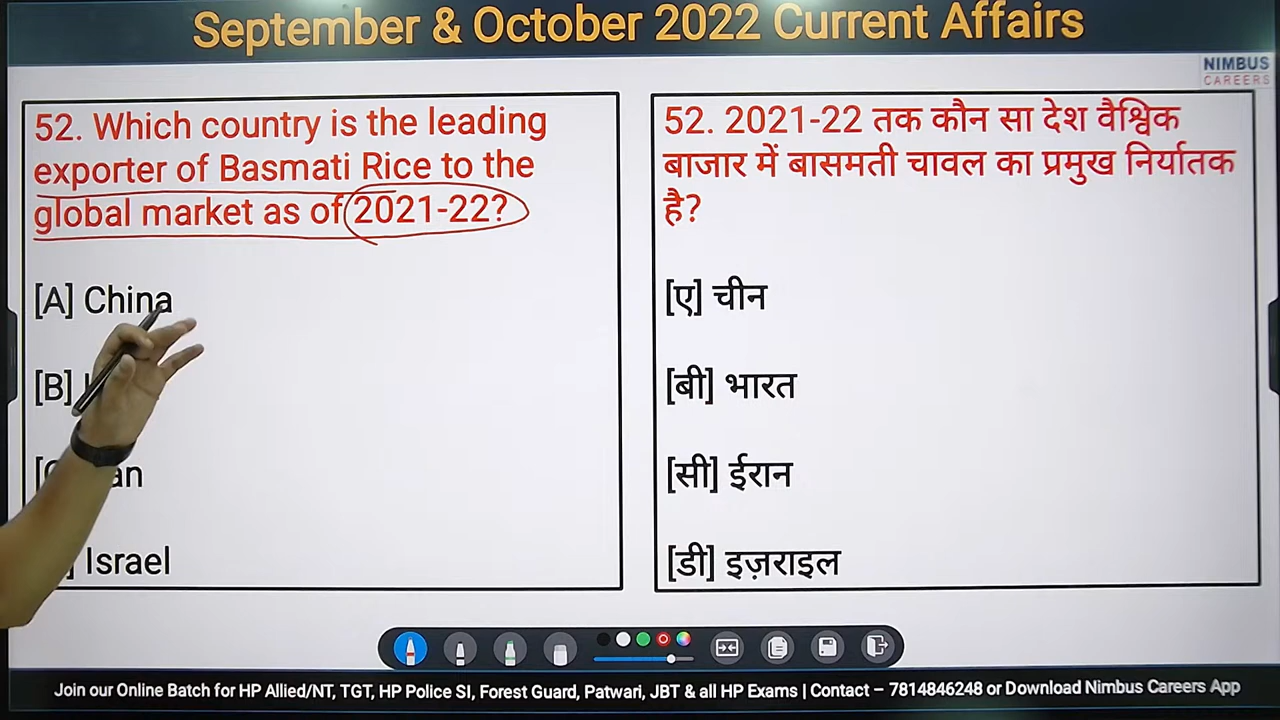 September & October 2022 Current Affairs
NIMBUS
CAREERS
52. Which country is the leading
exporter of Basmati Rice to the
global market as of 2021-22?
[A] China
[B]
an
] Israel
52. 2021-22 तक कौन सा देश वैश्विक
बाजार में बासमती चावल का प्रमुख निर्यातक
है?
[ए] चीन
[बी] भारत
[सी] ईरान
[डी] इज़राइल
Join our Online Batch for HP Allied/NT, TGT, HP Police SI, Forest Guard, Patwari, JBT & all HP Exams | Contact – 7814846248 or Download Nimbus Careers App